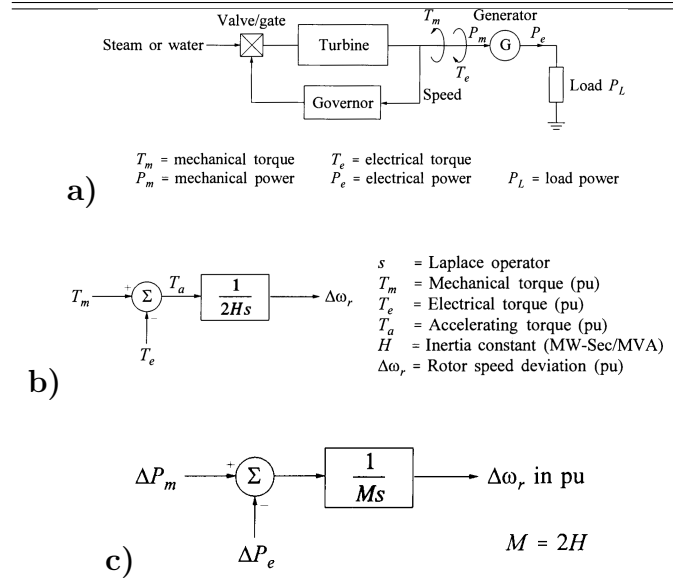 Valve/gate
Generator
T_m
P_m
P_e
Steam or water
Turbine
G
T_e
Governor
Speed
Load P_L
T_m = mechanical torque T_e = electrical torque
P_m = mechanical power P_e = electrical power P_L = load power
a)
T_m
+
Σ
−
T_a
1
2Hs
Δω_r
T_e
s = Laplace operator
T_m = Mechanical torque (pu)
T_e = Electrical torque (pu)
T_a = Accelerating torque (pu)
H = Inertia constant (MW-Sec/MVA)
Δω_r = Rotor speed deviation (pu)
b)
ΔP_m
+
Σ
−
1
Ms
Δω_r in pu
ΔP_e
M = 2H
c)